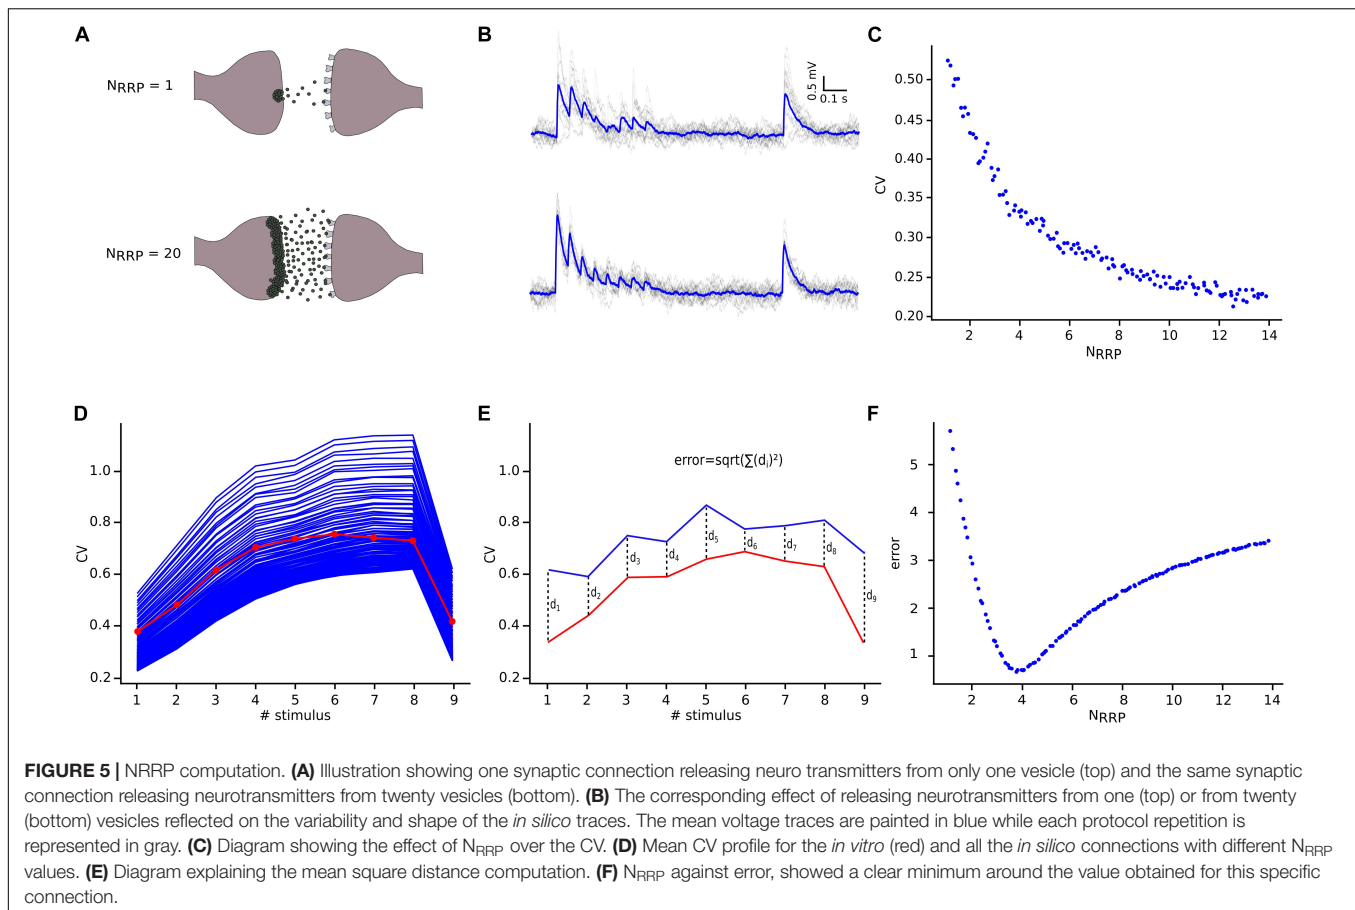 A
NRRP = 1
NRRP = 20
B
0.5 mV
0.1 s
C
0.50
0.45
0.40
0.35
0.30
0.25
0.20
CV
2 4 6 8 10 12 14
NRRP
D
1.0
0.8
0.6
0.4
0.2
CV
1 2 3 4 5 6 7 8 9
# stimulus
E
error=sqrt(∑(di)²)
1.0
0.8
0.6
0.4
0.2
CV
d1
d2
d3
d4
d5
d6
d7
d8
d9
1 2 3 4 5 6 7 8 9
# stimulus
F
5
4
3
2
1
error
2 4 6 8 10 12 14
NRRP
FIGURE 5 | NRRP computation. (A) Illustration showing one synaptic connection releasing neuro transmitters from only one vesicle (top) and the same synaptic
connection releasing neurotransmitters from twenty vesicles (bottom). (B) The corresponding effect of releasing neurotransmitters from one (top) or from twenty
(bottom) vesicles reflected on the variability and shape of the in silico traces. The mean voltage traces are painted in blue while each protocol repetition is
represented in gray. (C) Diagram showing the effect of NRRP over the CV. (D) Mean CV profile for the in vitro (red) and all the in silico connections with different NRRP
values. (E) Diagram explaining the mean square distance computation. (F) NRRP against error, showed a clear minimum around the value obtained for this specific
connection.